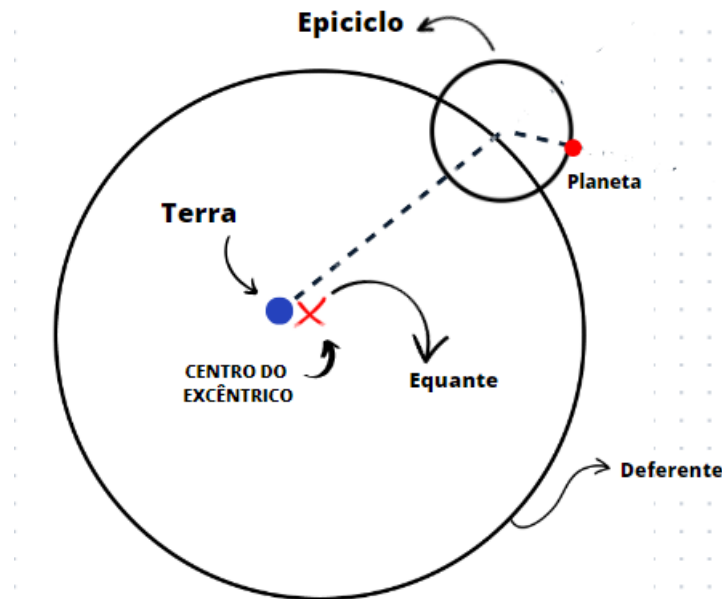 Epiciclo
Planeta
Terra
CENTRO DO
EXCÊNTRICO
Equante
Deferente